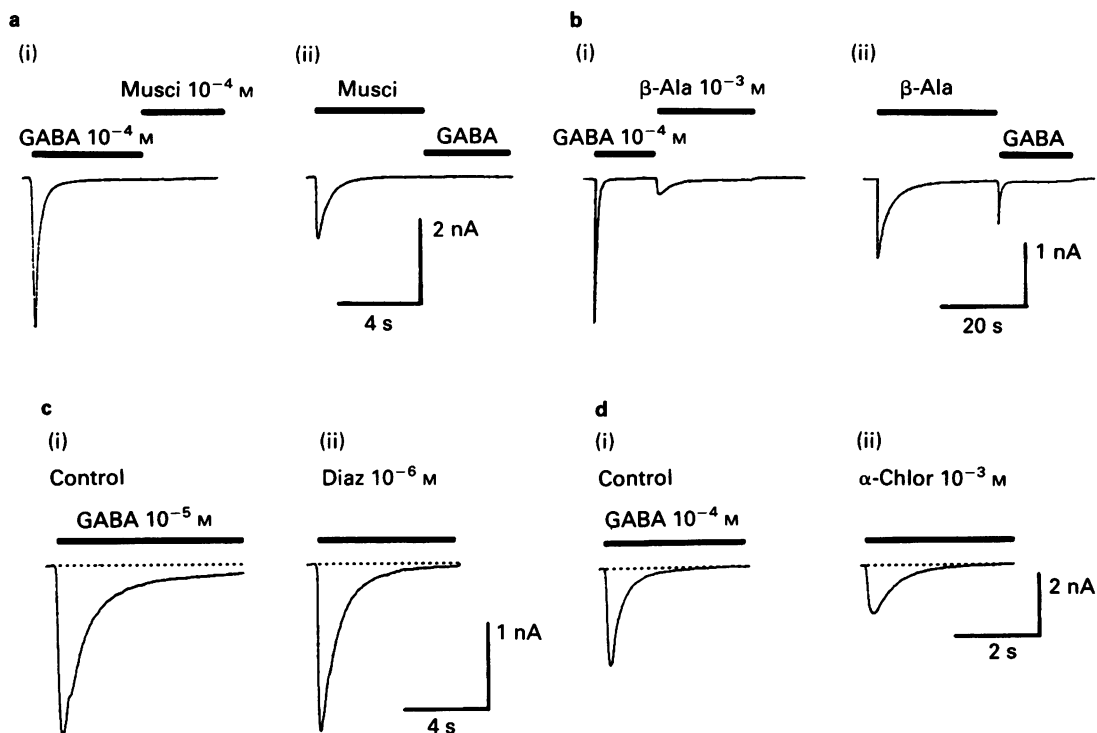 a
(i)
Musci 10⁻⁴ M
GABA 10⁻⁴ M
(ii)
Musci
GABA
2 nA
4 s
b
(i)
β-Ala 10⁻³ M
GABA 10⁻⁴ M
(ii)
β-Ala
GABA
1 nA
20 s
c
(i)
Control
GABA 10⁻⁵ M
(ii)
Diaz 10⁻⁶ M
1 nA
4 s
d
(i)
Control
GABA 10⁻⁴ M
(ii)
α-Chlor 10⁻³ M
2 nA
2 s